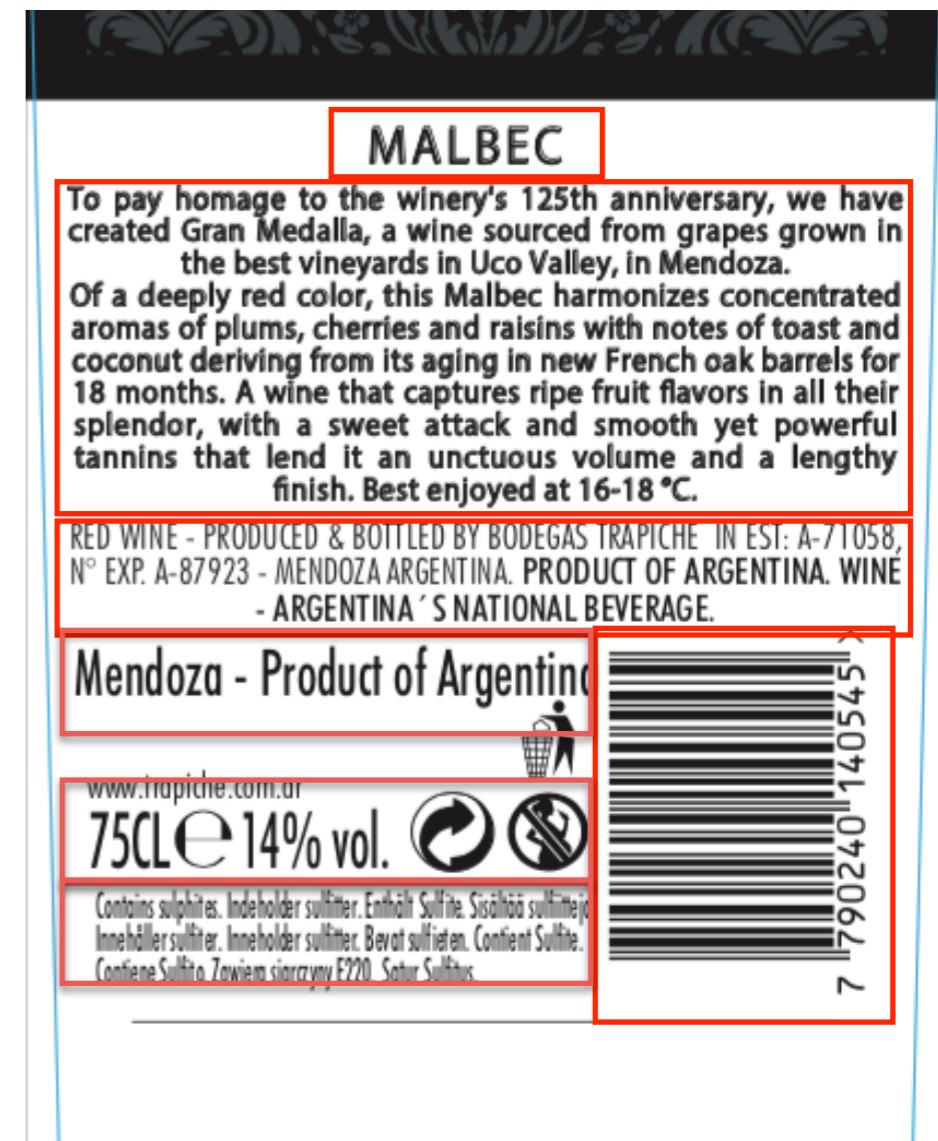 MALBEC
To pay homage to the winery's 125th anniversary, we have
created Gran Medalla, a wine sourced from grapes grown in
the best vineyards in Uco Valley, in Mendoza.
Of a deeply red color, this Malbec harmonizes concentrated
aromas of plums, cherries and raisins with notes of toast and
coconut deriving from its aging in new French oak barrels for
18 months. A wine that captures ripe fruit flavors in all their
splendor, with a sweet attack and smooth yet powerful
tannins that lend it an unctuous volume and a lengthy
finish. Best enjoyed at 16-18 °C.
RED WINE - PRODUCED & BOTTLED BY BODEGAS TRAPICHE IN EST: A-71058,
N° EXP. A-87923 - MENDOZA ARGENTINA. PRODUCT OF ARGENTINA. WINE
- ARGENTINA´S NATIONAL BEVERAGE.
Mendoza - Product of Argentina
www.trapiche.com.ar
75CL e 14% vol.
Contains sulphites. Indeholder sulfitter. Enthält Sulfite. Sisältää sulfiitteja
Innehåller sulfiter. Inneholder sulfitter. Bevat sulfieten. Contient Sulfite.
Contiene Sulfito. Zawiera siarczyny E220. Satur Sulfitus.
7 790240 140545 >